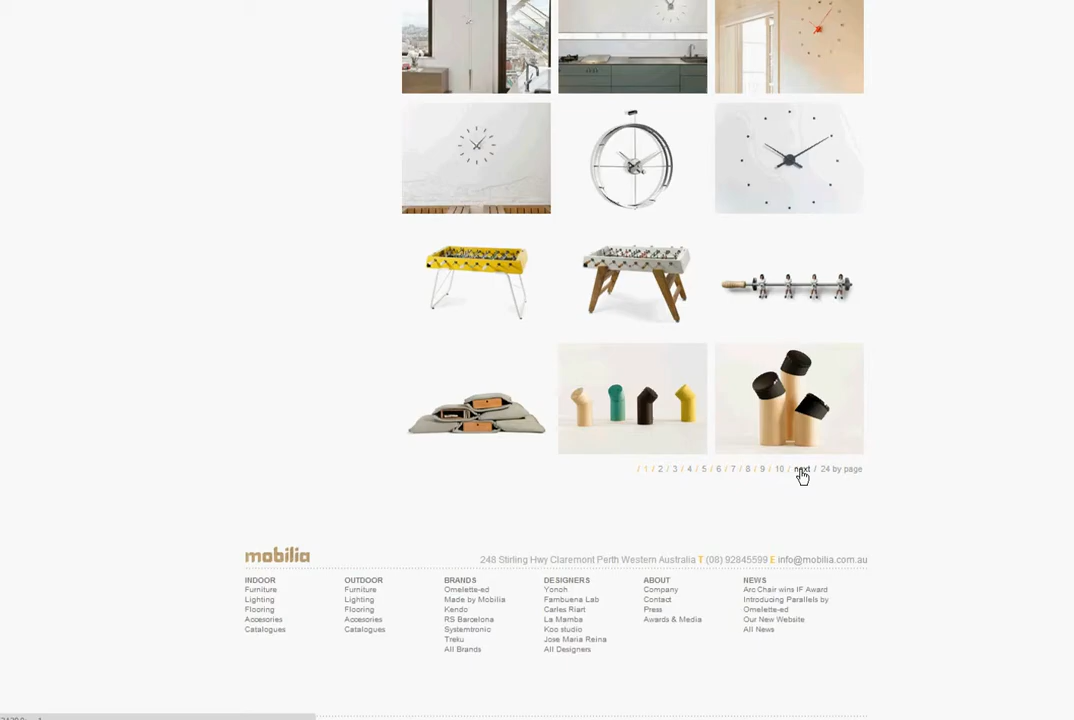 / 1 / 2 / 3 / 4 / 5 / 6 / 7 / 8 / 9 / 10 / next / 24 by page
mobilia
248 Stirling Hwy Claremont Perth Western Australia T (08) 92845599 E info@mobilia.com.au
INDOOR OUTDOOR BRANDS DESIGNERS ABOUT NEWS
Furniture Furniture Omelette-ed Yonoh Company Arc Chair wins IF Award
Lighting Lighting Made by Mobilia Fambuena Lab Contact Introducing Parallels by
Flooring Flooring Kendo Carles Riart Press Omelette-ed
Accesories Accesories RS Barcelona La Mamba Awards & Media Our New Website
Catalogues Catalogues Systemtronic Koo studio All News
Treku Jose Maria Reina
All Brands All Designers